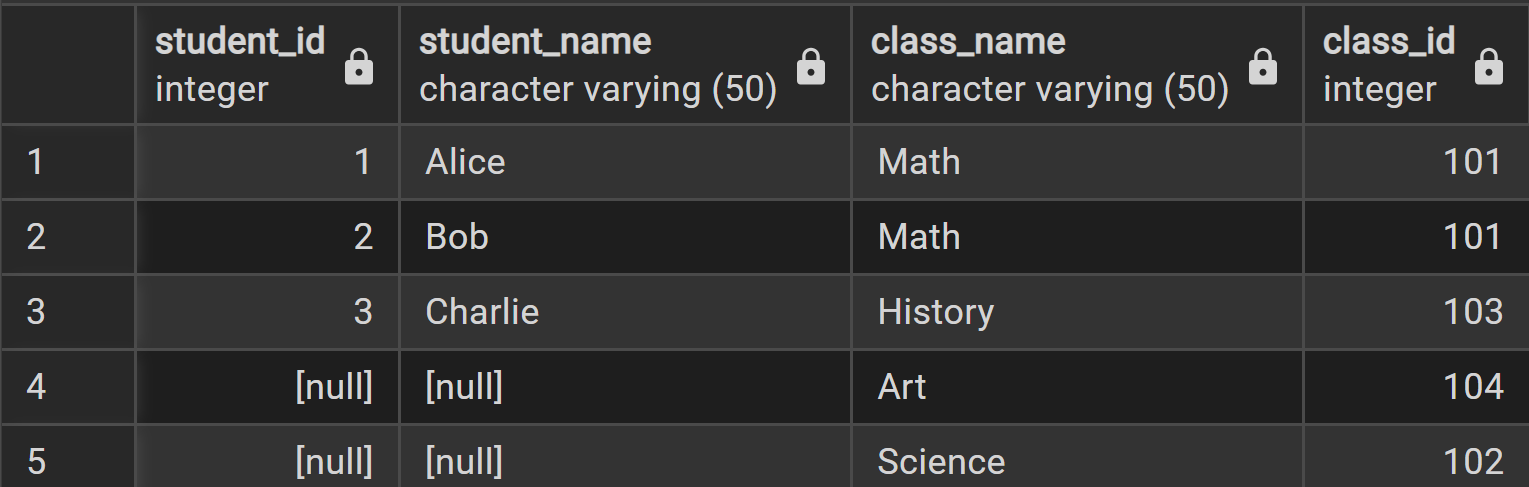 student_id student_name class_name class_id
integer character varying (50) character varying (50) integer
1 1 Alice Math 101
2 2 Bob Math 101
3 3 Charlie History 103
4 [null] [null] Art 104
5 [null] [null] Science 102